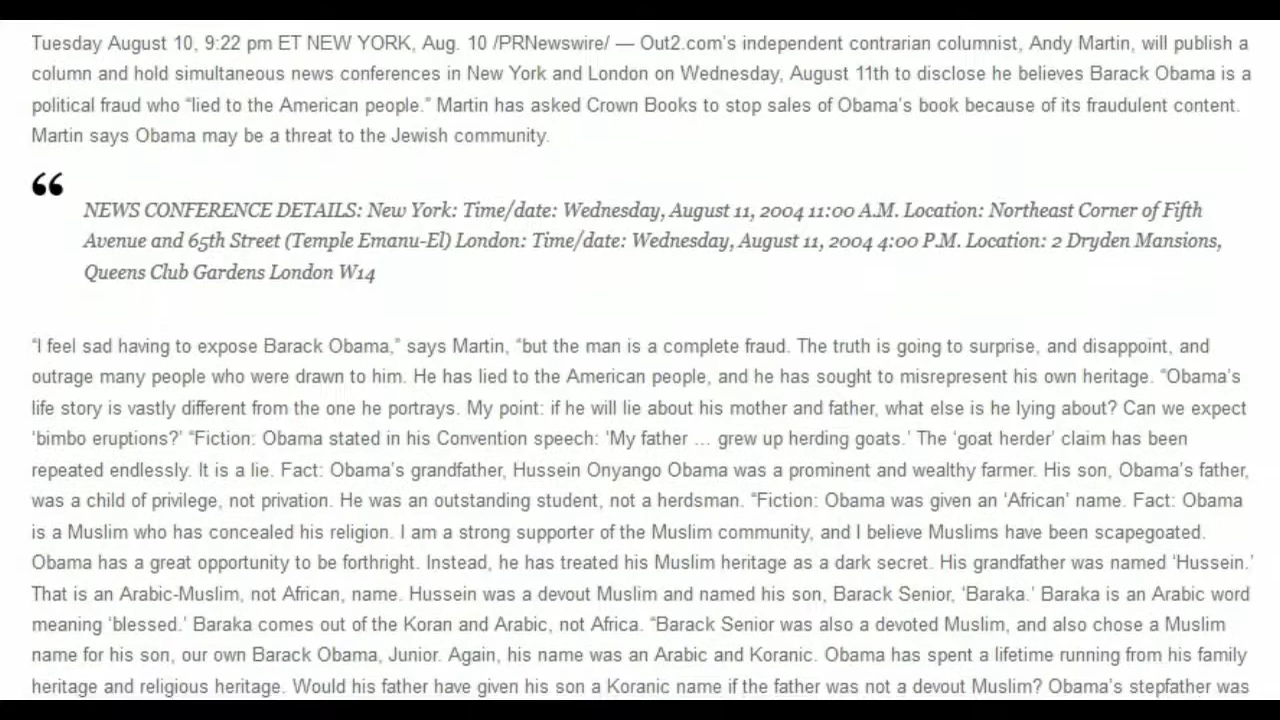 Tuesday August 10, 9:22 pm ET NEW YORK, Aug. 10 /PRNewswire/ — Out2.com’s independent contrarian columnist, Andy Martin, will publish a
column and hold simultaneous news conferences in New York and London on Wednesday, August 11th to disclose he believes Barack Obama is a
political fraud who “lied to the American people.” Martin has asked Crown Books to stop sales of Obama’s book because of its fraudulent content.
Martin says Obama may be a threat to the Jewish community.
“
NEWS CONFERENCE DETAILS: New York: Time/date: Wednesday, August 11, 2004 11:00 A.M. Location: Northeast Corner of Fifth
Avenue and 65th Street (Temple Emanu-El) London: Time/date: Wednesday, August 11, 2004 4:00 P.M. Location: 2 Dryden Mansions,
Queens Club Gardens London W14
“I feel sad having to expose Barack Obama,” says Martin, “but the man is a complete fraud. The truth is going to surprise, and disappoint, and
outrage many people who were drawn to him. He has lied to the American people, and he has sought to misrepresent his own heritage. “Obama’s
life story is vastly different from the one he portrays. My point: if he will lie about his mother and father, what else is he lying about? Can we expect
‘bimbo eruptions?’ “Fiction: Obama stated in his Convention speech: ‘My father … grew up herding goats.’ The ‘goat herder’ claim has been
repeated endlessly. It is a lie. Fact: Obama’s grandfather, Hussein Onyango Obama was a prominent and wealthy farmer. His son, Obama’s father,
was a child of privilege, not privation. He was an outstanding student, not a herdsman. “Fiction: Obama was given an ‘African’ name. Fact: Obama
is a Muslim who has concealed his religion. I am a strong supporter of the Muslim community, and I believe Muslims have been scapegoated.
Obama has a great opportunity to be forthright. Instead, he has treated his Muslim heritage as a dark secret. His grandfather was named ‘Hussein.’
That is an Arabic-Muslim, not African, name. Hussein was a devout Muslim and named his son, Barack Senior, ‘Baraka.’ Baraka is an Arabic word
meaning ‘blessed.’ Baraka comes out of the Koran and Arabic, not Africa. “Barack Senior was also a devoted Muslim, and also chose a Muslim
name for his son, our own Barack Obama, Junior. Again, his name was an Arabic and Koranic. Obama has spent a lifetime running from his family
heritage and religious heritage. Would his father have given his son a Koranic name if the father was not a devout Muslim? Obama’s stepfather was